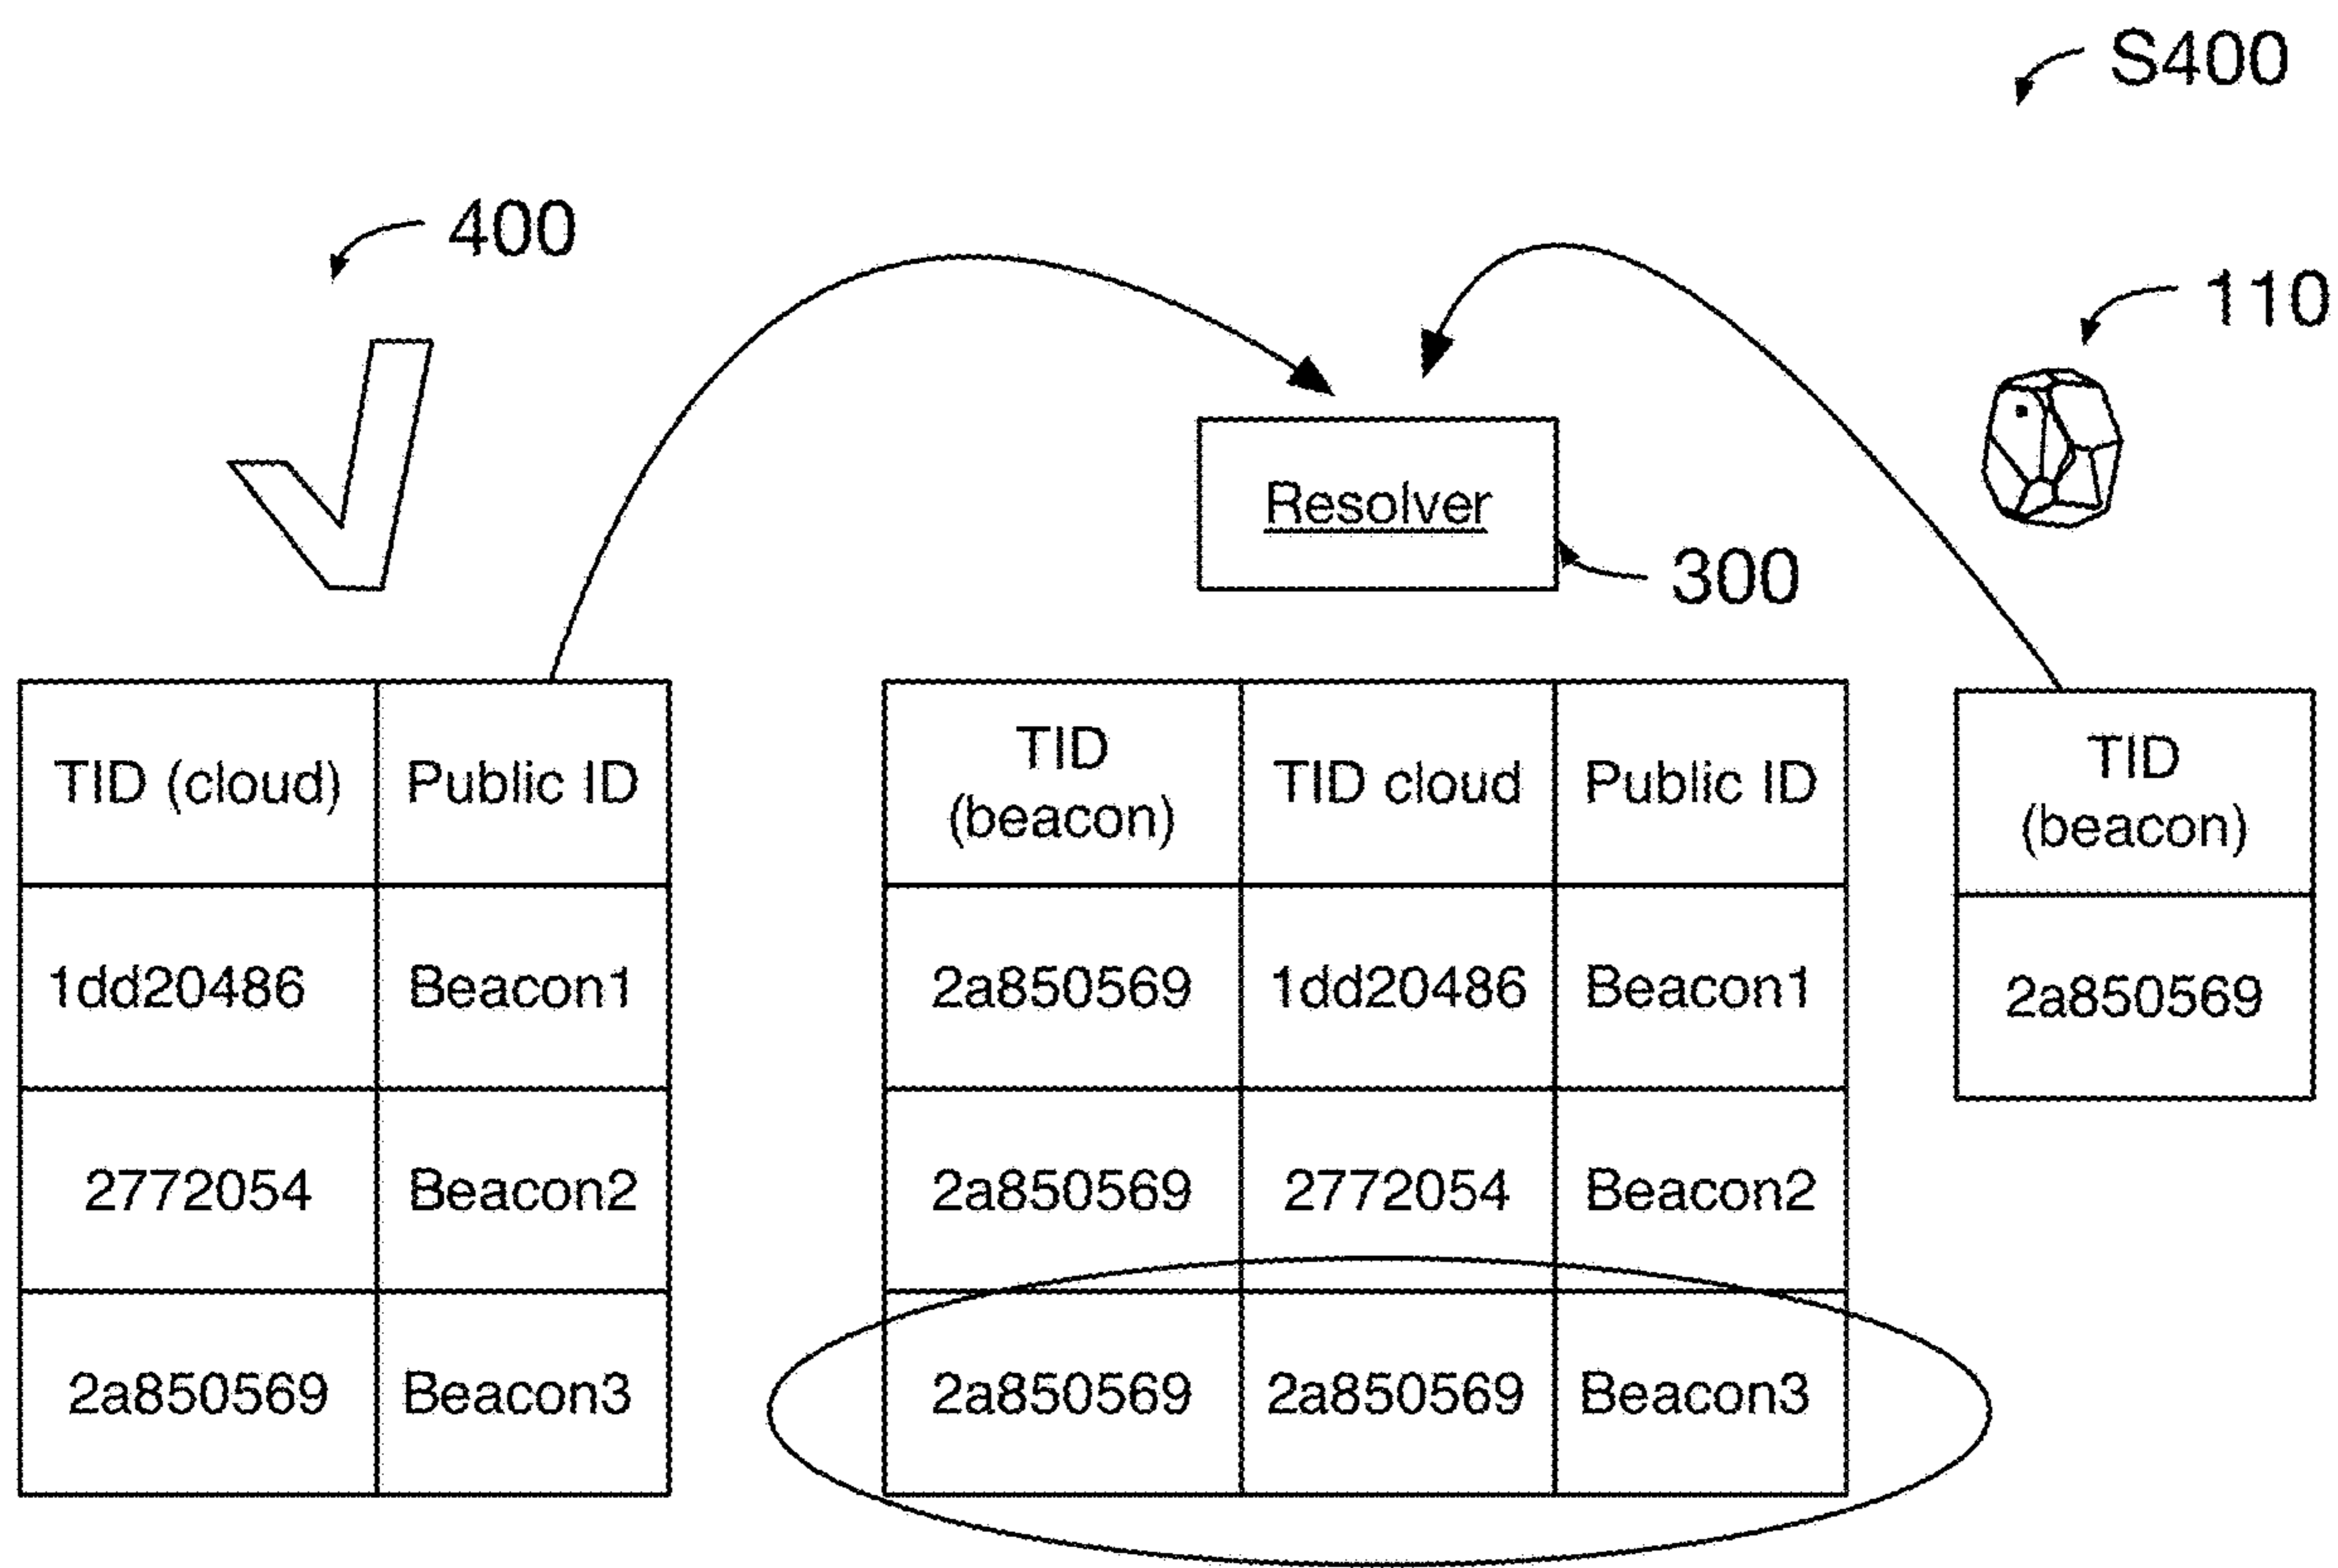 S400
400
110
Resolver
300
TID (cloud) Public ID
1dd20486 Beacon1
2772054 Beacon2
2a850569 Beacon3
TID
(beacon) TID cloud Public ID
2a850569 1dd20486 Beacon1
2a850569 2772054 Beacon2
2a850569 2a850569 Beacon3
TID
(beacon)
2a850569